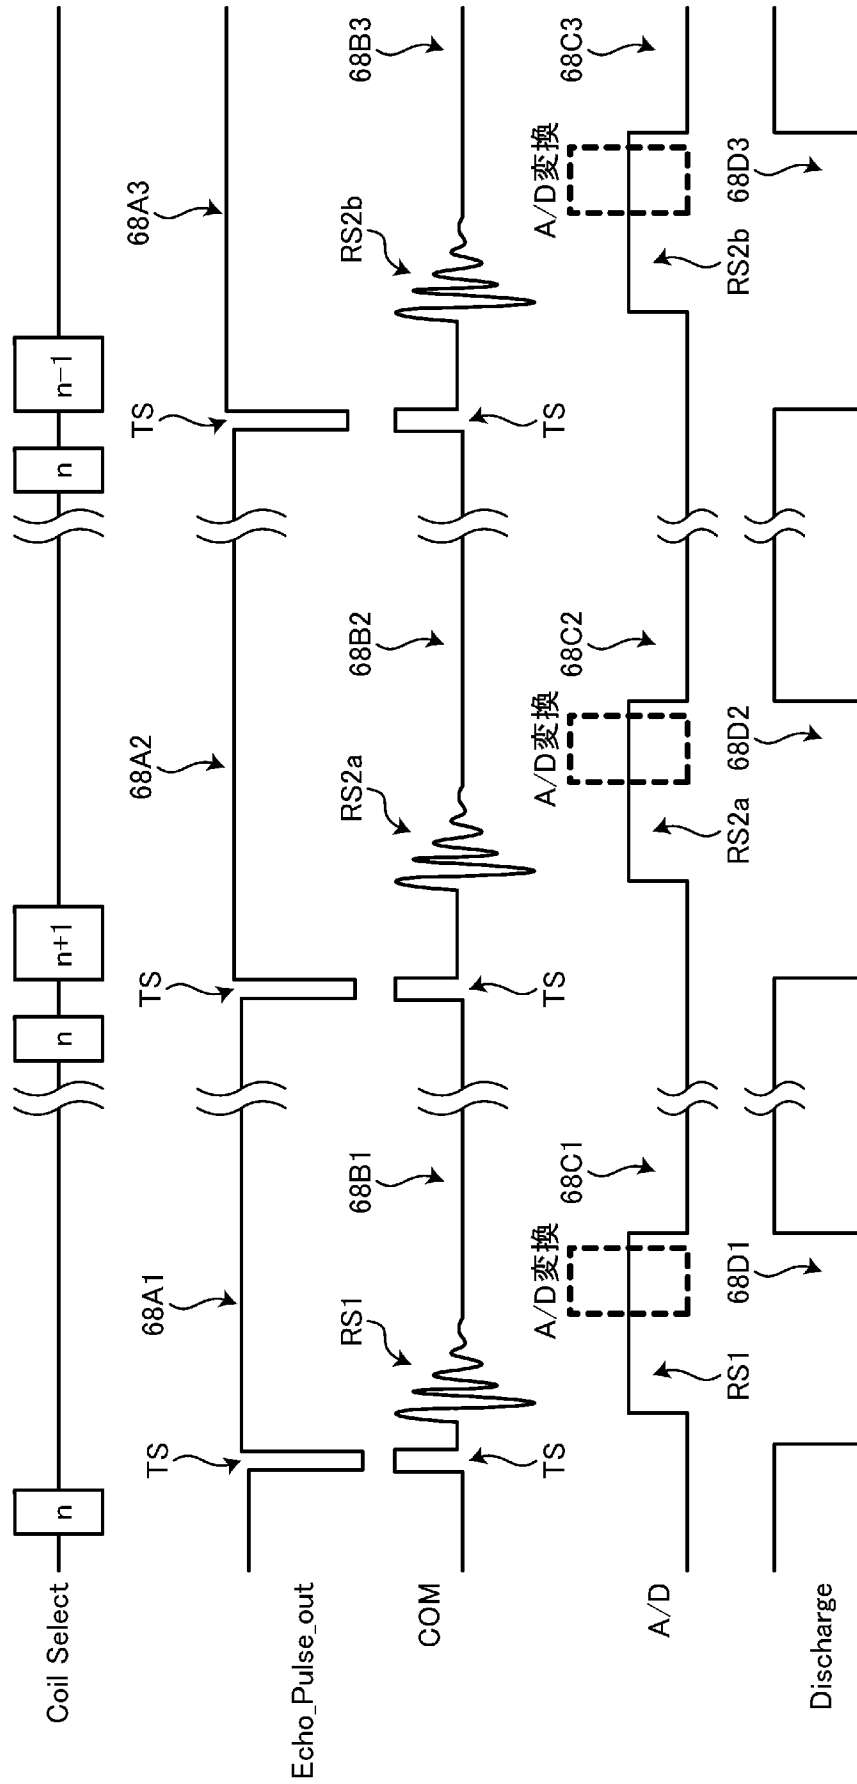 Coil Select
n
n
n+1
n
n-1
Echo_Pulse_out
TS
68A1
TS
68A2
TS
68A3
COM
TS
RS1
68B1
TS
RS2a
68B2
TS
RS2b
68B3
A/D
RS1
A/D変換
68C1
RS2a
A/D変換
68C2
RS2b
A/D変換
68C3
Discharge
68D1
68D2
68D3